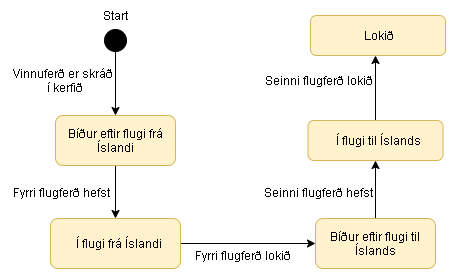 Start
Vinnuferð er skráð
í kerfið
Bíður eftir flugi frá
Íslandi
Fyrri flugferð hefst
Í flugi frá Íslandi
Fyrri flugferð lokið
Bíður eftir flugi til
Íslands
Seinni flugferð hefst
Í flugi til Íslands
Seinni flugferð lokið
Lokið